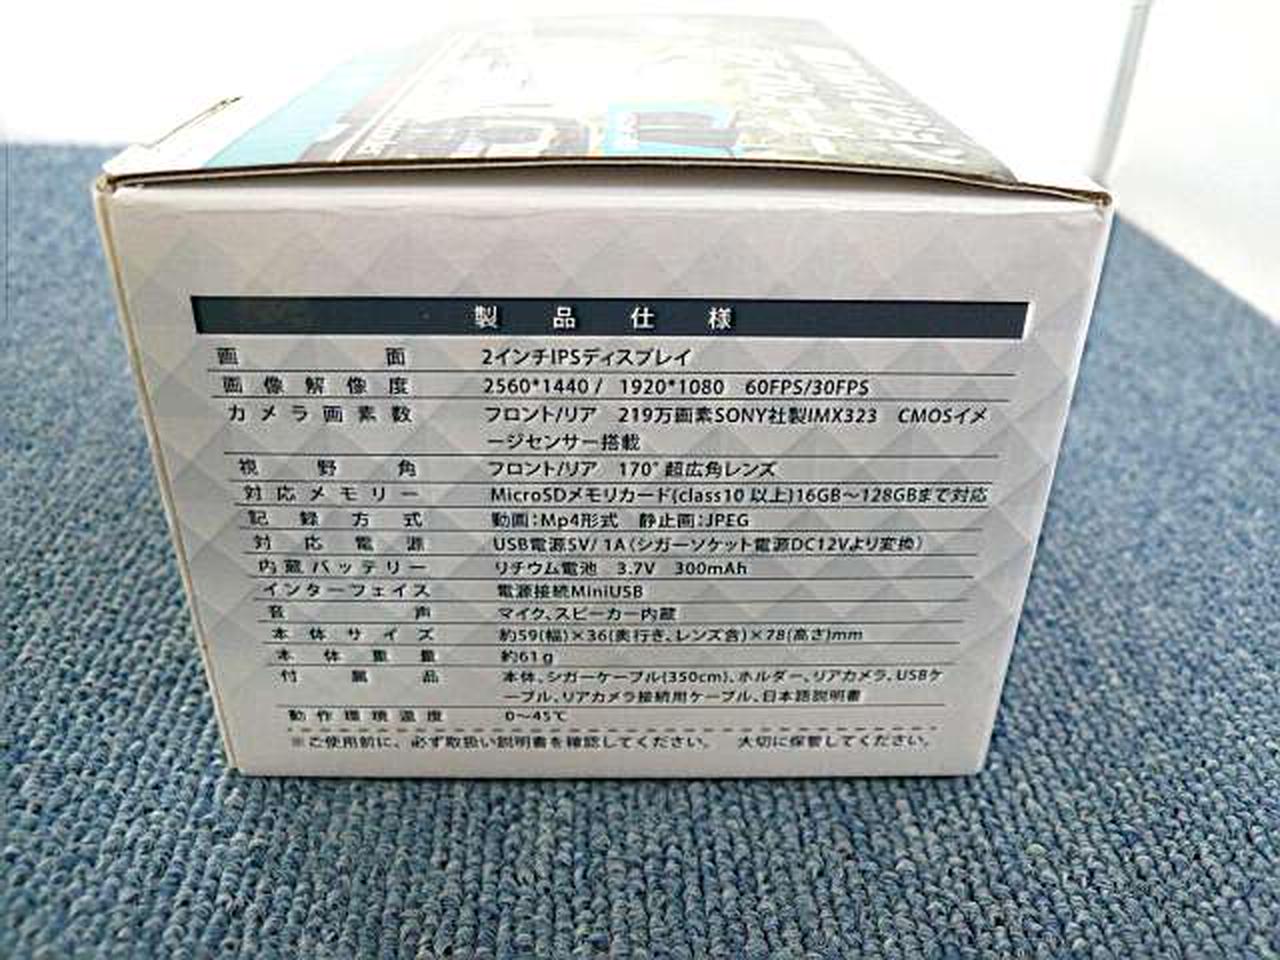 製品仕様
画面 2インチIPSディスプレイ
画像解像度 2560*1440 / 1920*1080 60FPS/30FPS
カメラ画素数 フロント/リア 219万画素SONY社製IMX323 CMOSイメ
ージセンサー搭載
視野角 フロント/リア 170°超広角レンズ
対応メモリー MicroSDメモリカード(class10 以上)16GB～128GBまで対応
記録方式 動画:Mp4形式 静止画:JPEG
対応電源 USB電源5V/ 1A(シガーソケット電源DC12Vより変換)
内蔵バッテリー リチウム電池 3.7V 300mAh
インターフェイス 電源接続MiniUSB
音声 マイク、スピーカー内蔵
本体サイズ 約59(幅)×36(奥行き、レンズ含)×78(高さ)mm
本体重量 約61g
付属品 本体、シガーケーブル(350cm)、ホルダー、リアカメラ、USBケ
ーブル、リアカメラ接続用ケーブル、日本語説明書
動作環境温度 0～45℃
※ご使用前に、必ず取扱い説明書を確認してください。 大切に保管してください。